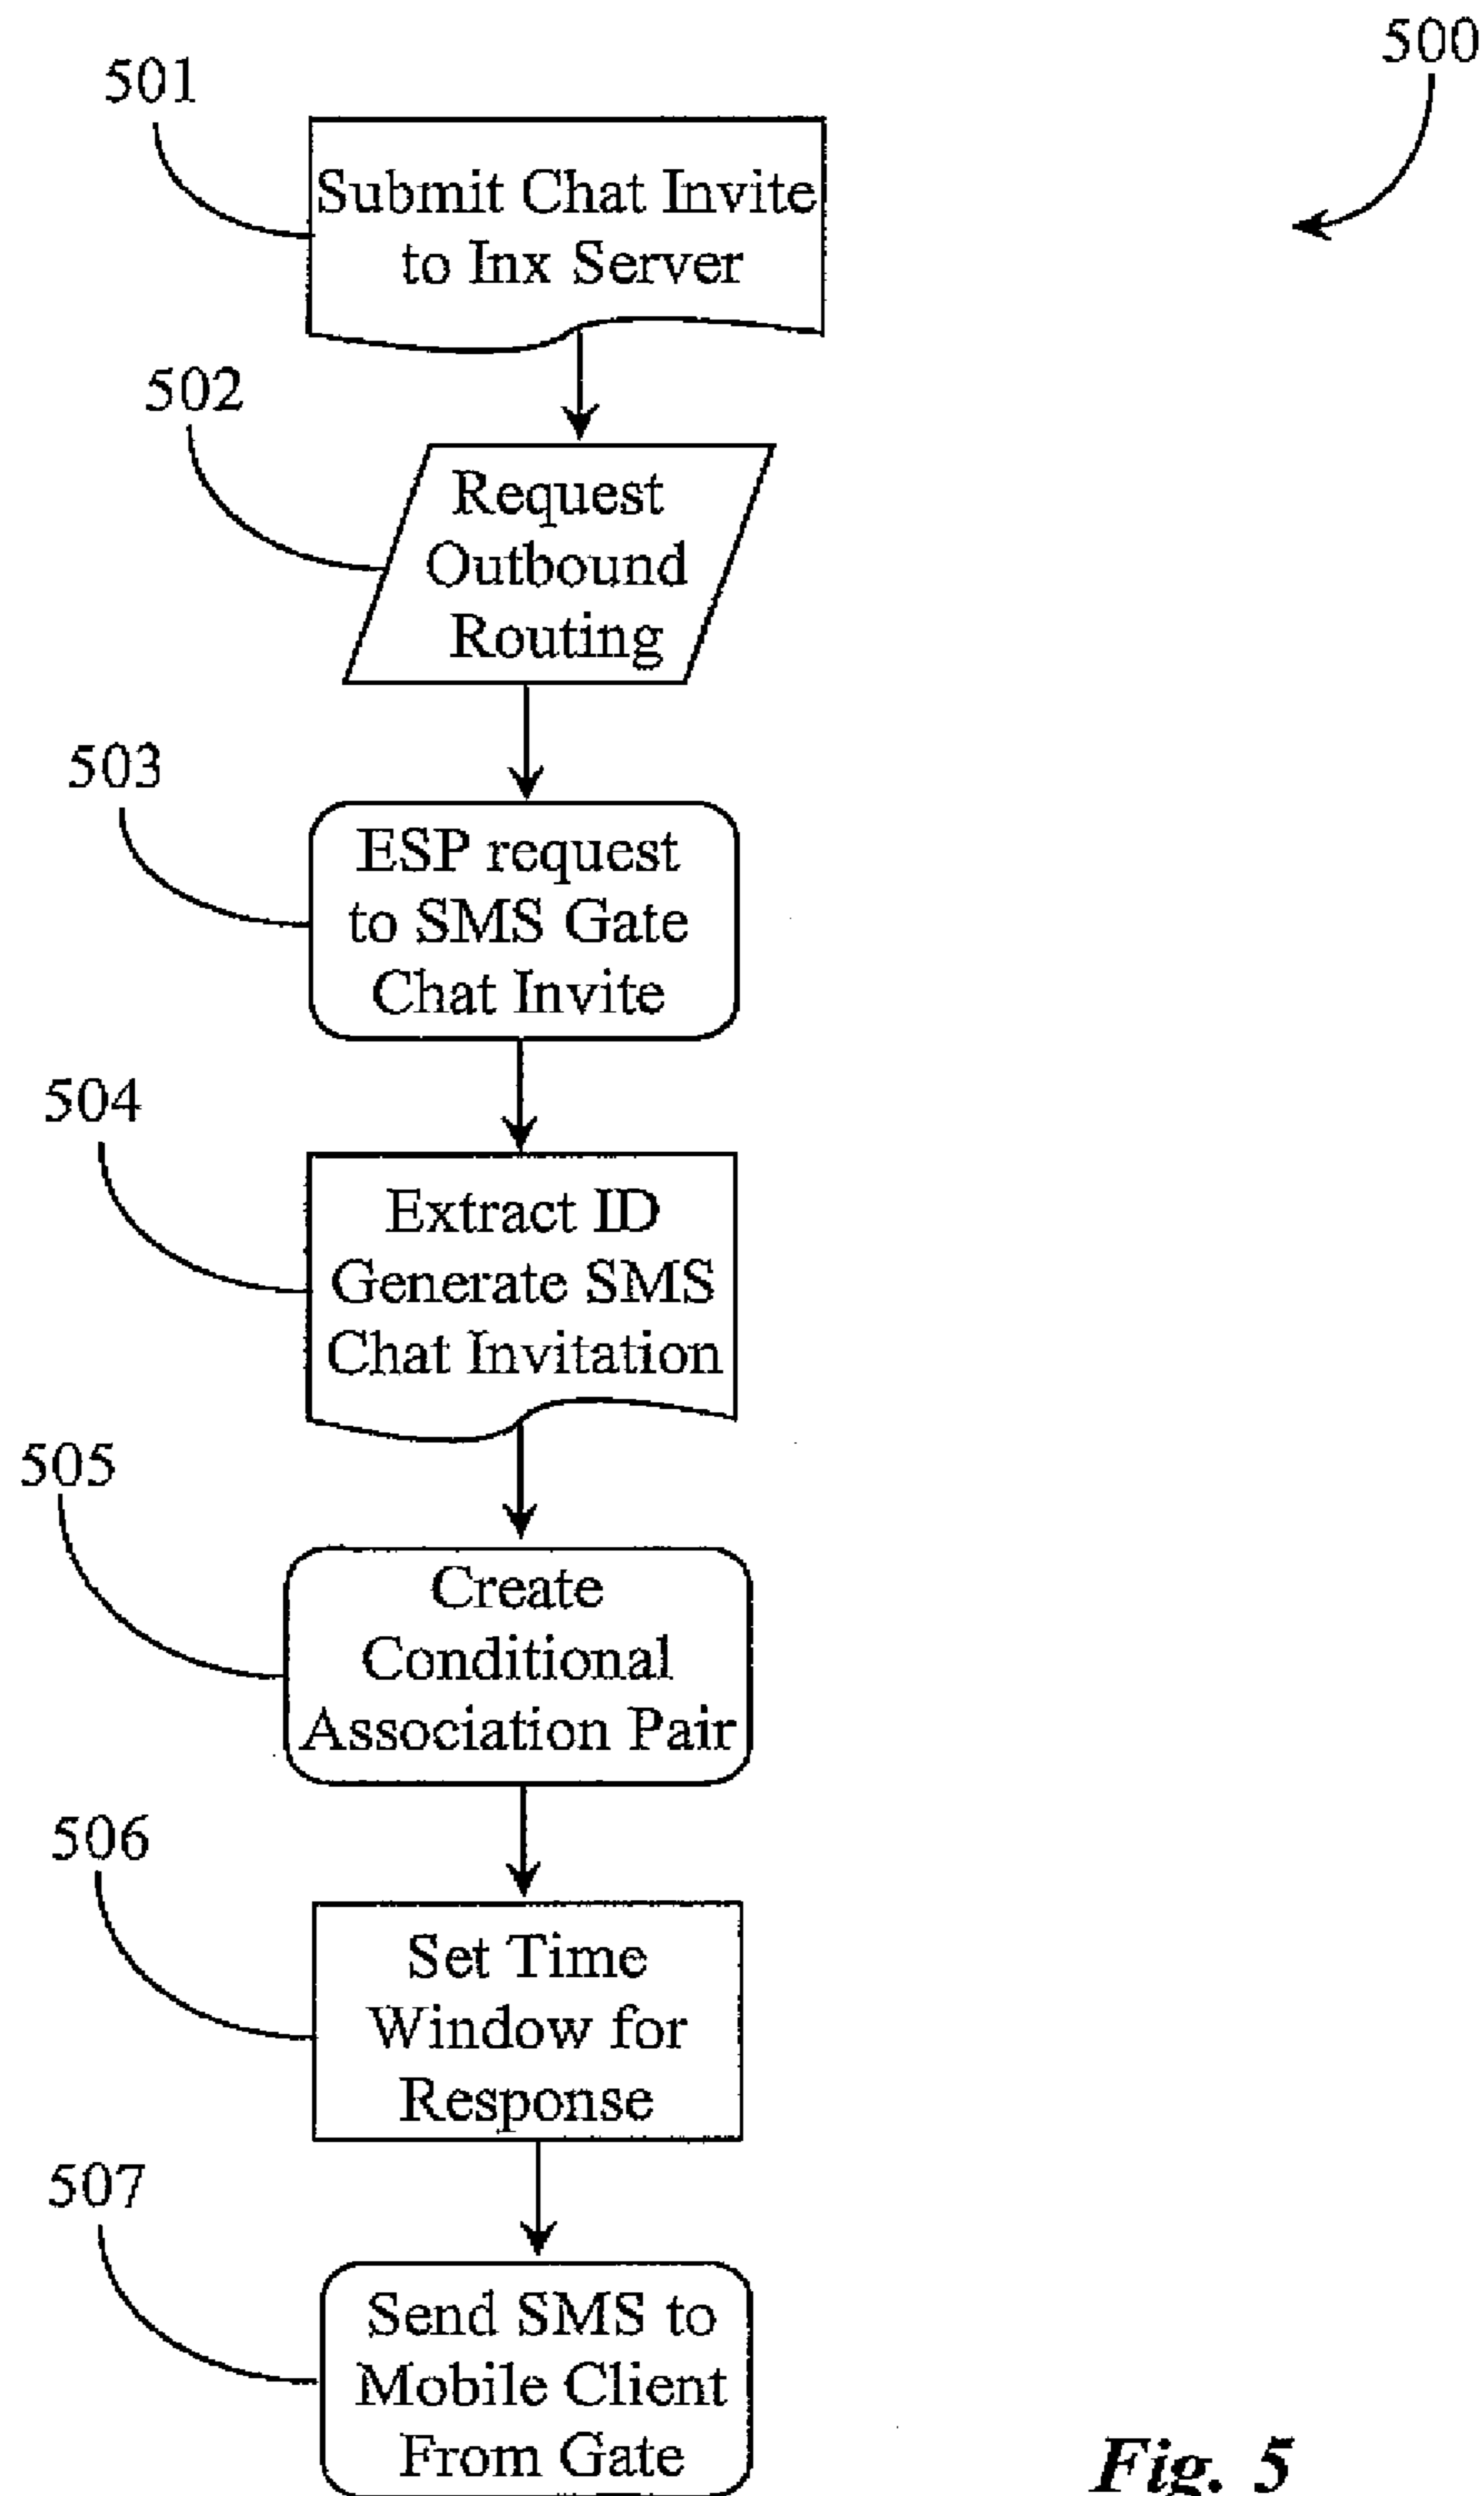 500
501
Submit Chat Invite
to Inx Server
502
Request
Outbound
Routing
503
ESP request
to SMS Gate
Chat Invite
504
Extract ID
Generate SMS
Chat Invitation
505
Create
Conditional
Association Pair
506
Set Time
Window for
Response
507
Send SMS to
Mobile Client
From Gate
Fig. 5